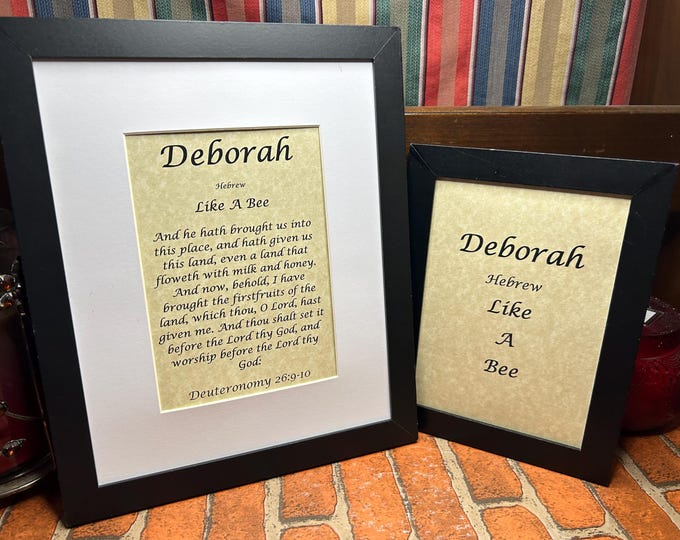 Deborah
Hebrew
Like A Bee
And he hath brought us into
this place, and hath given us
this land, even a land that
floweth with milk and honey.
And now, behold, I have
brought the firstfruits of the
land, which thou, O Lord, hast
given me. And thou shalt set it
before the Lord thy God, and
worship before the Lord thy
God:
Deuteronomy 26:9-10
Deborah
Hebrew
Like
A
Bee